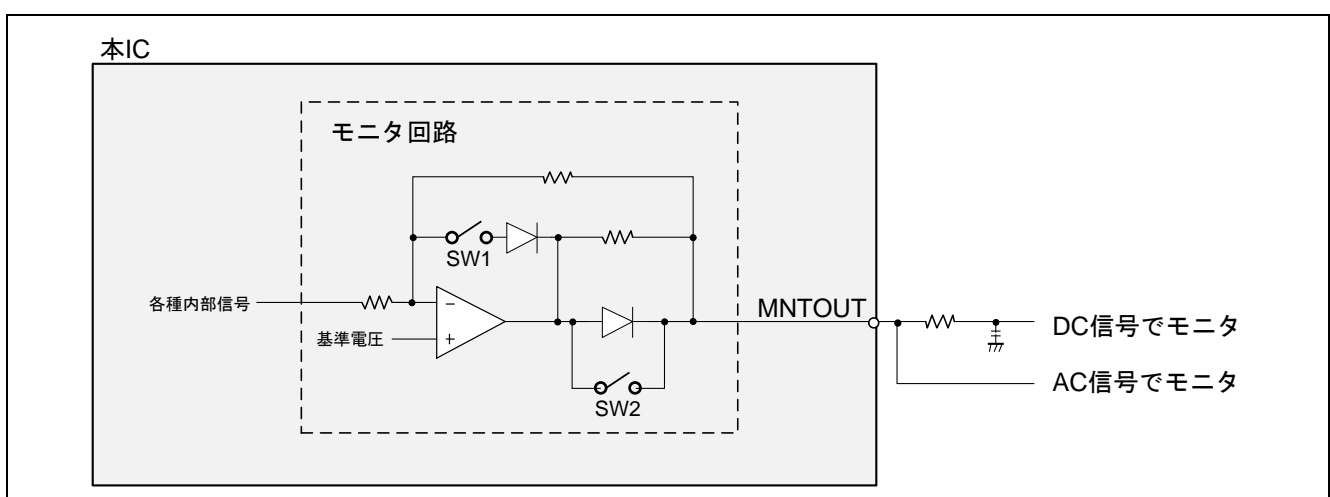 本IC
モニタ回路
SW1
各種内部信号
−
基準電圧
+
MNTOUT
SW2
DC信号でモニタ
AC信号でモニタ